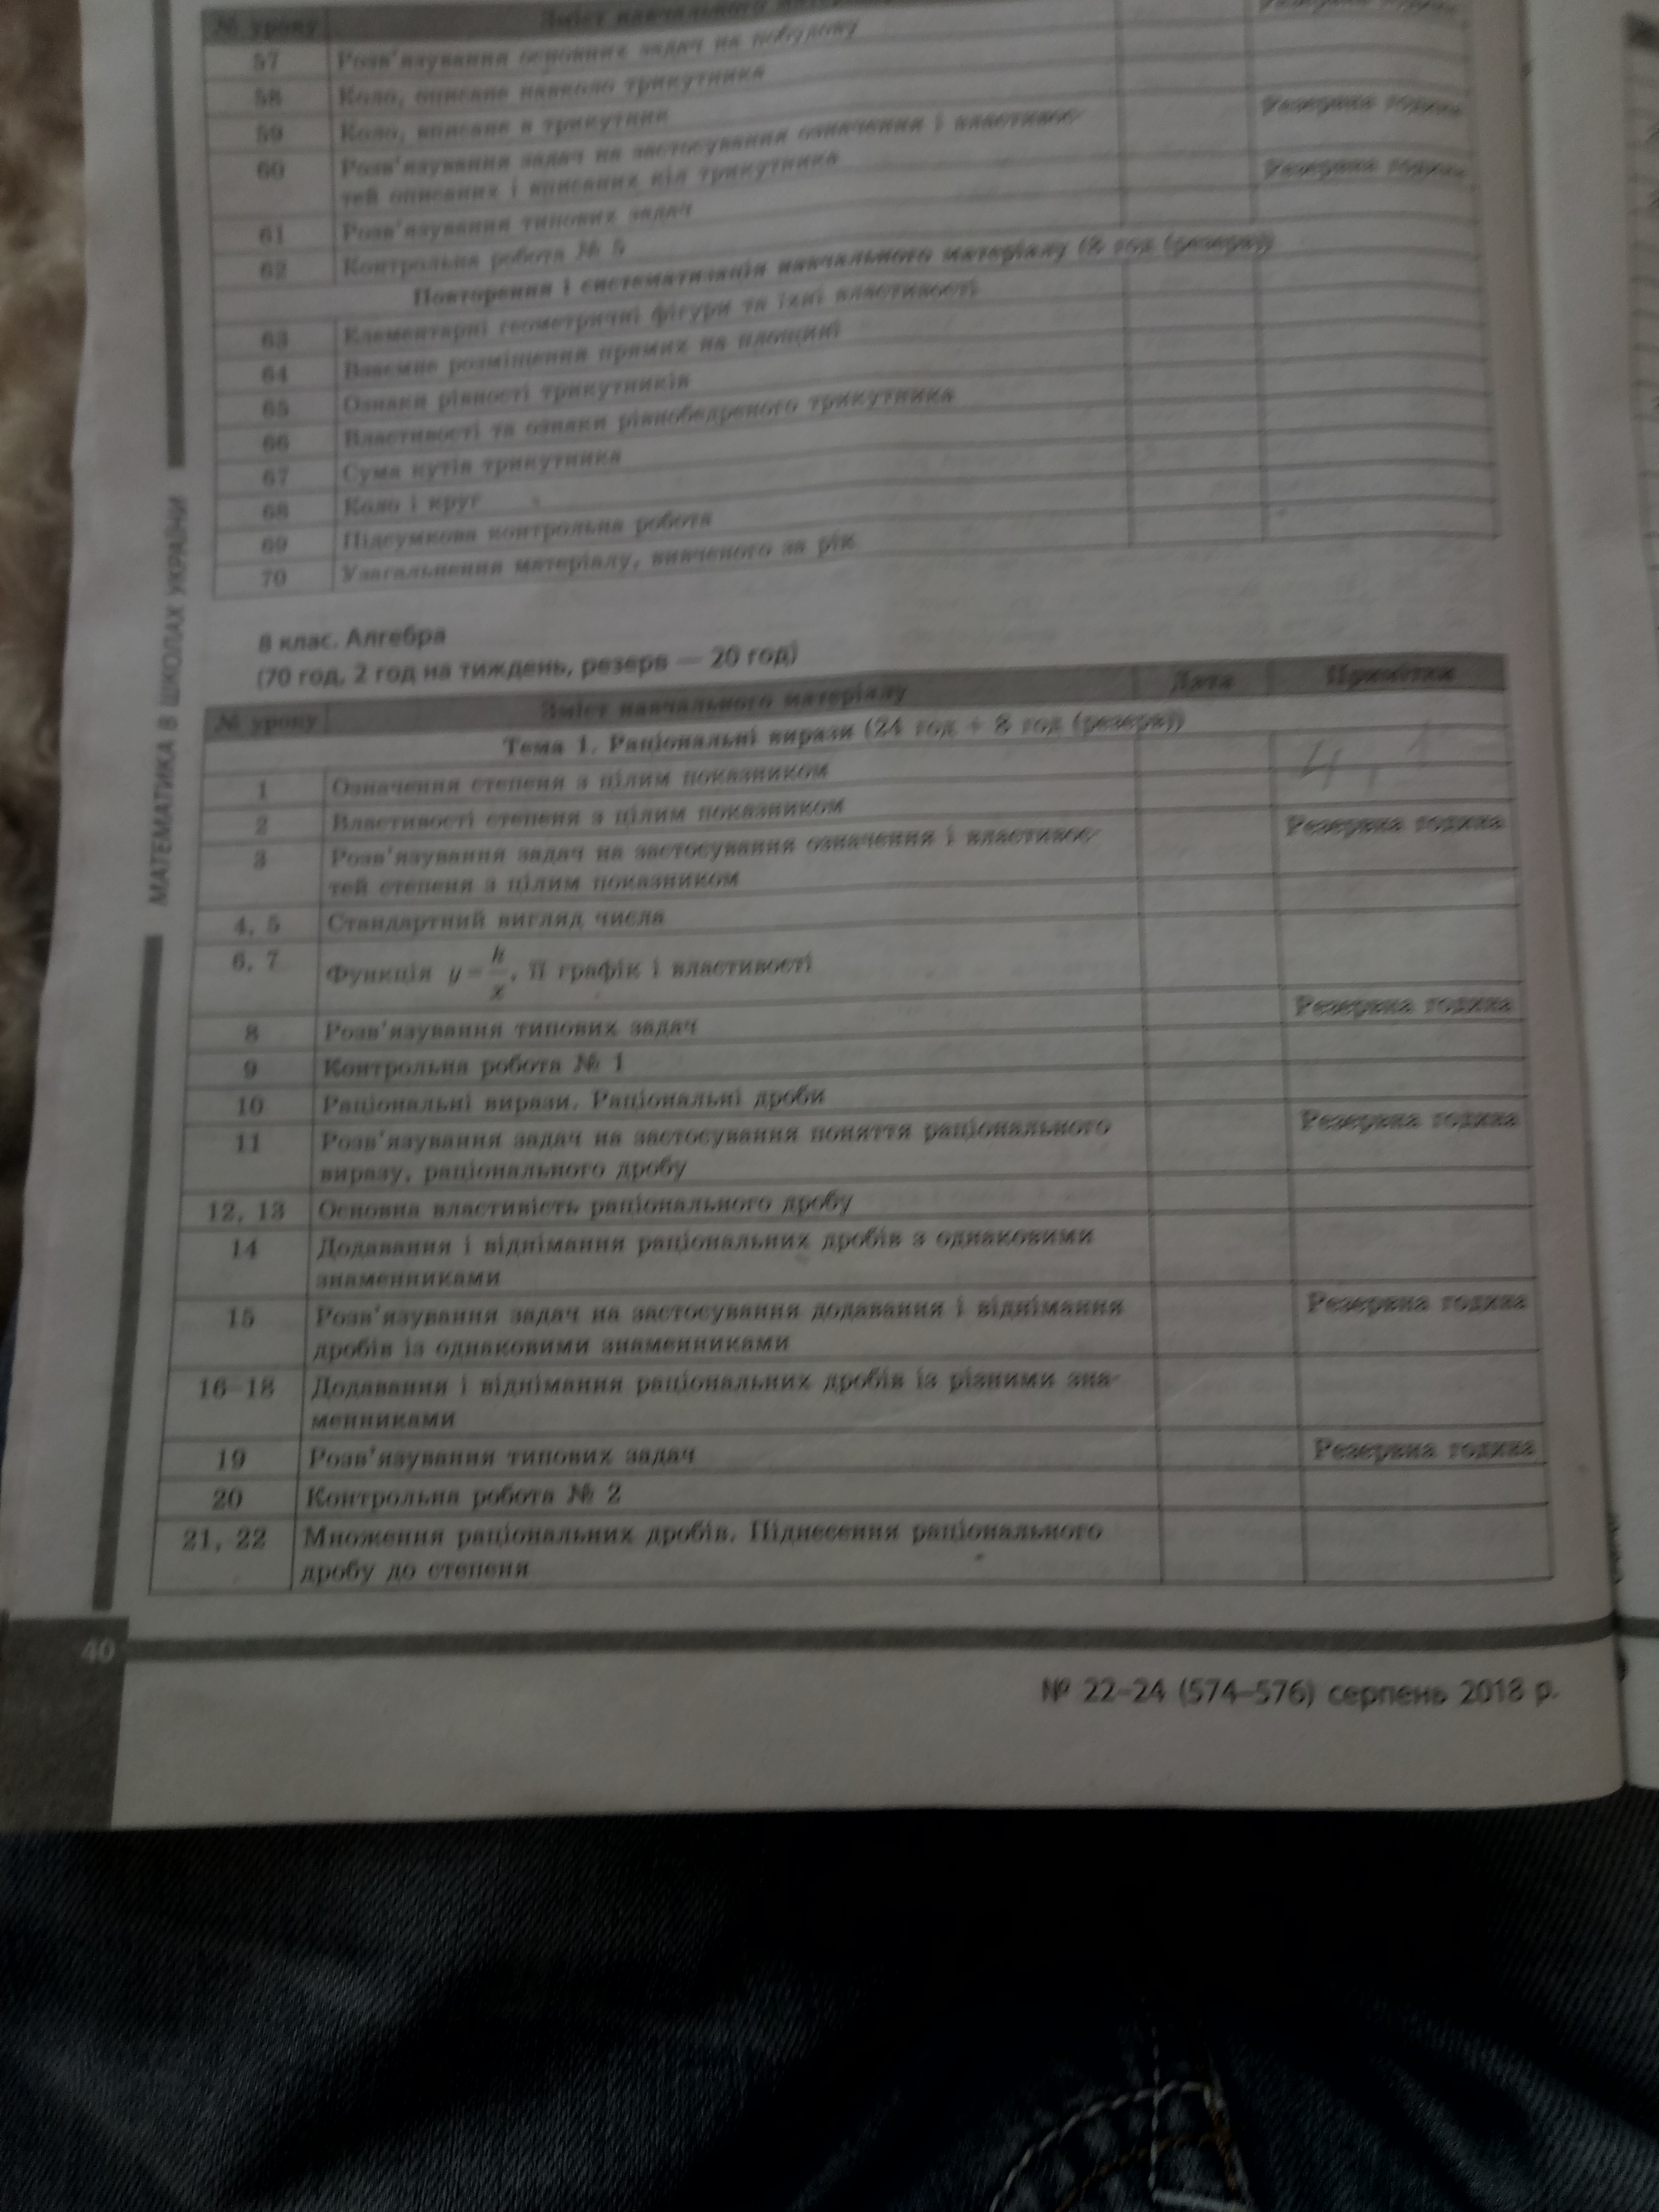 № уроку Зміст навчального
57 Розв'язування основних задач на побудову
58 Коло, описане навколо трикутника
59 Коло, вписане в трикутник Резервна година
60 Розв'язування задач на застосування означення і властивос-
тей описаних і вписаних кіл трикутника Резервна година
61 Розв'язування типових задач
62 Контрольна робота № 5
Повторення і систематизація навчального матеріалу (2 год (резерв))
63 Елементарні геометричні фігури та їхні властивості
64 Взаємне розміщення прямих на площині
65 Ознаки рівності трикутників
66 Властивості та ознаки рівнобедреного трикутника
67 Сума кутів трикутника
68 Коло і круг
69 Підсумкова контрольна робота
70 Узагальнення матеріалу, вивченого за рік
МАТЕМАТИКА В ШКОЛАХ УКРАЇНИ
8 клас. Алгебра
(70 год, 2 год на тиждень, резерв — 20 год)
№ уроку Зміст навчального матеріалу Дата Примітки
Тема 1. Раціональні вирази (24 год + 8 год (резерв))
1 Означення степеня з цілим показником
2 Властивості степеня з цілим показником
3 Розв'язування задач на застосування означення і властивос- Резервна година
тей степеня з цілим показником
4, 5 Стандартний вигляд числа
6, 7 Функція y = k/x, її графік і властивості
8 Розв'язування типових задач Резервна година
9 Контрольна робота № 1
10 Раціональні вирази. Раціональні дроби
11 Розв'язування задач на застосування поняття раціонального Резервна година
виразу, раціонального дробу
12, 13 Основна властивість раціонального дробу
14 Додавання і віднімання раціональних дробів з однаковими
знаменниками
15 Розв'язування задач на застосування додавання і віднімання Резервна година
дробів із однаковими знаменниками
16–18 Додавання і віднімання раціональних дробів із різними зна-
менниками
19 Розв'язування типових задач Резервна година
20 Контрольна робота № 2
21, 22 Множення раціональних дробів. Піднесення раціонального
дробу до степеня
40
№ 22–24 (574–576) серпень 2018 р.